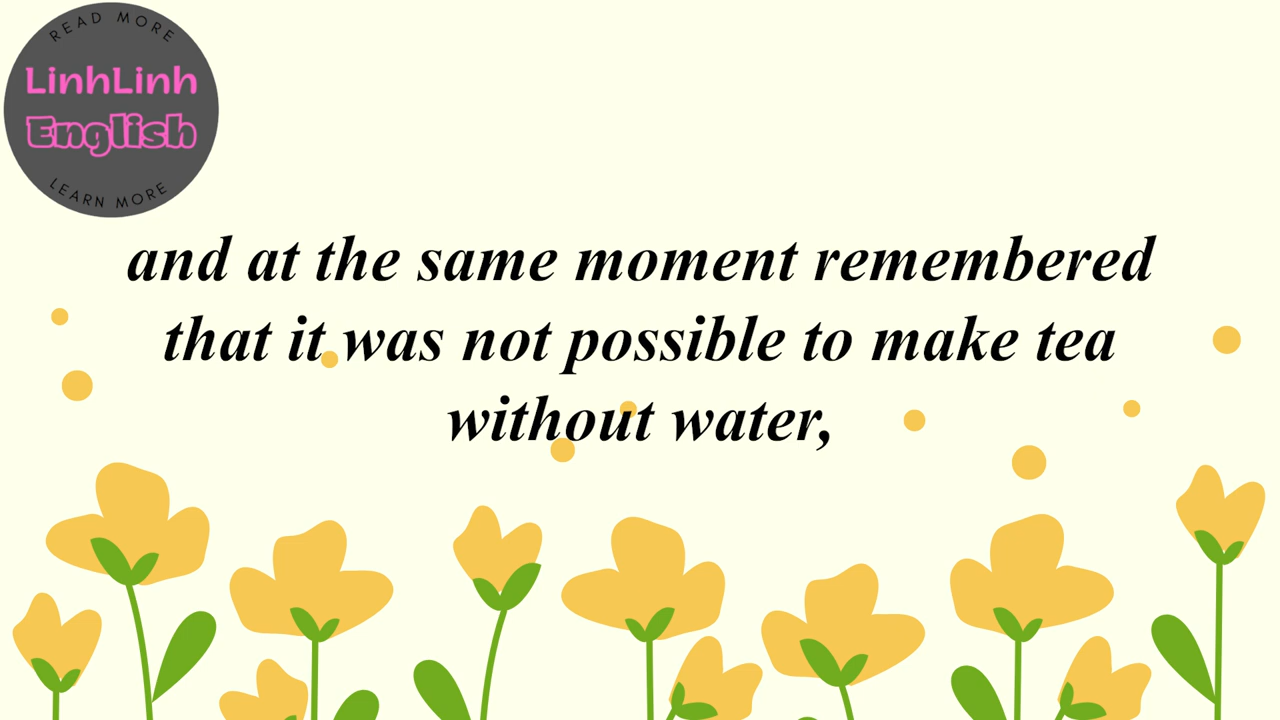 READ MORE
LinhLinh
English
LEARN MORE
and at the same moment remembered
that it was not possible to make tea
without water,